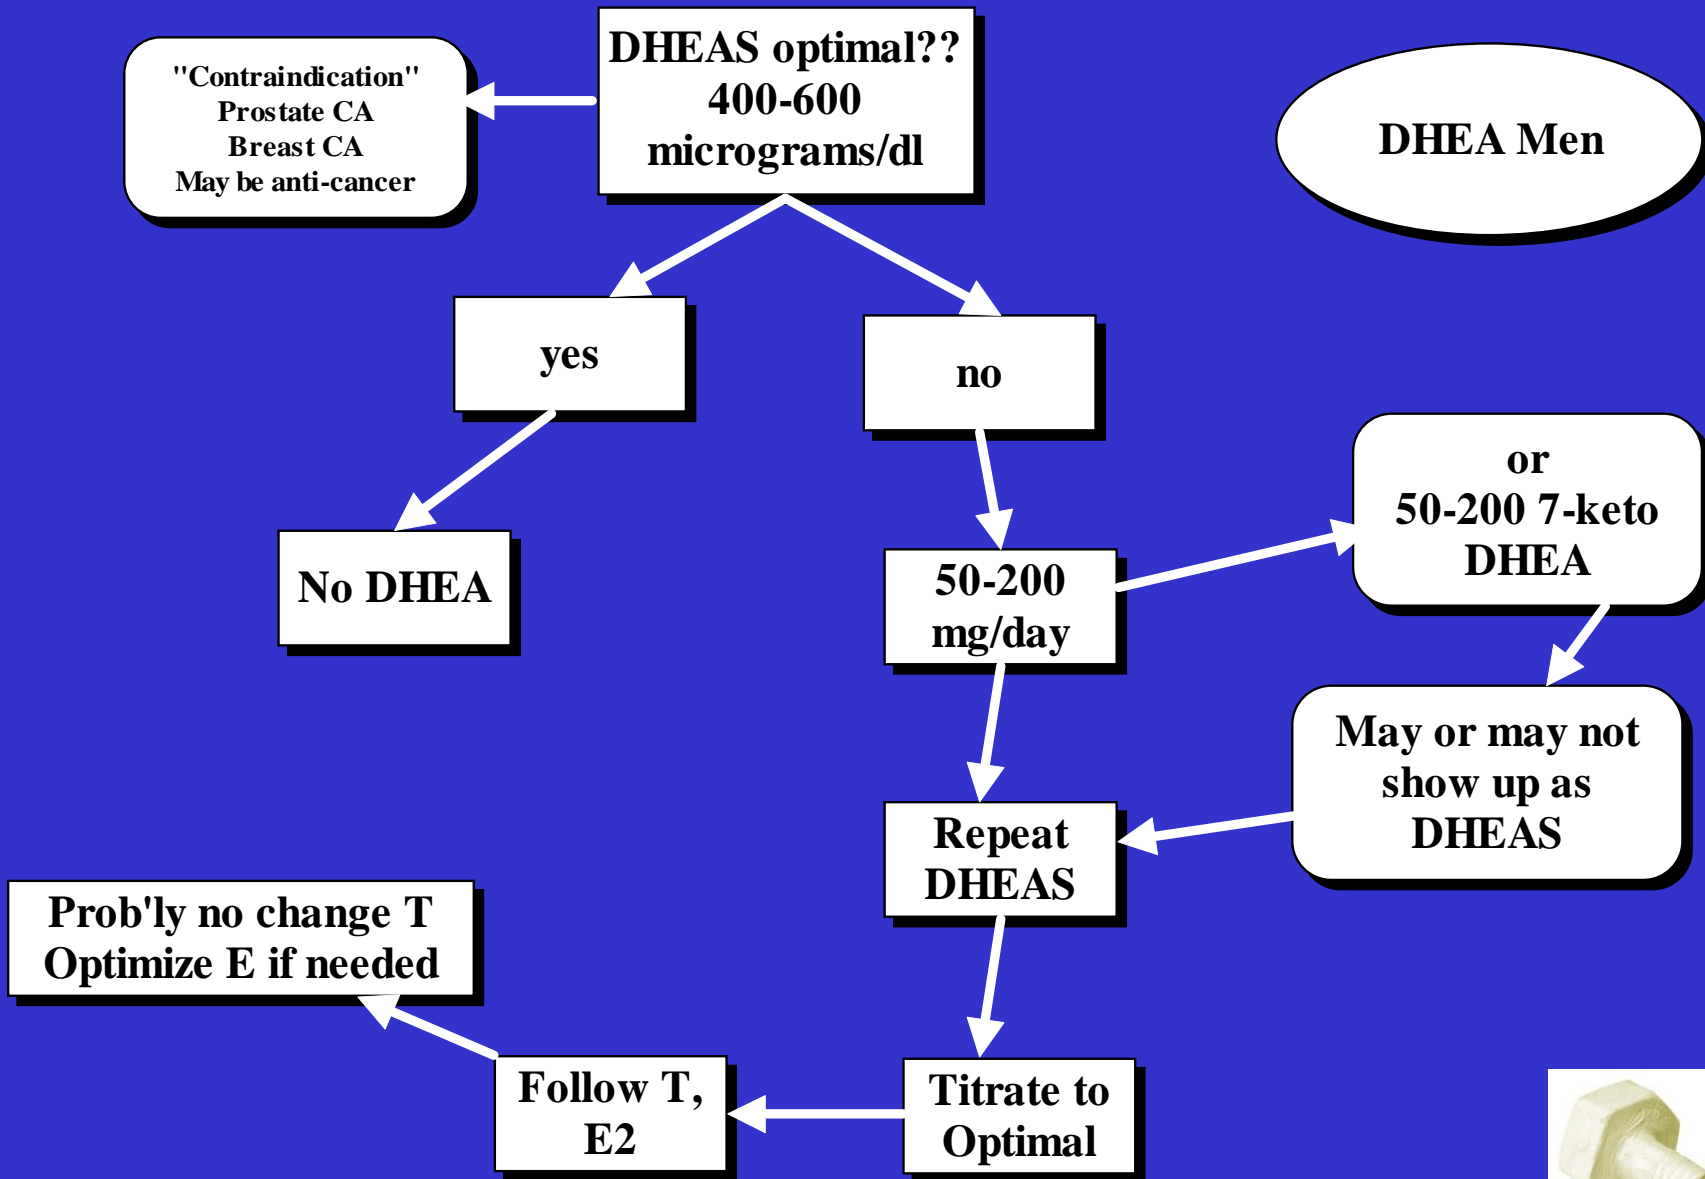 "Contraindication"
Prostate CA
Breast CA
May be anti-cancer
DHEAS optimal??
400-600
micrograms/dl
DHEA Men
yes
no
No DHEA
50-200
mg/day
or
50-200 7-keto
DHEA
May or may not
show up as
DHEAS
Repeat
DHEAS
Prob'ly no change T
Optimize E if needed
Follow T,
E2
Titrate to
Optimal